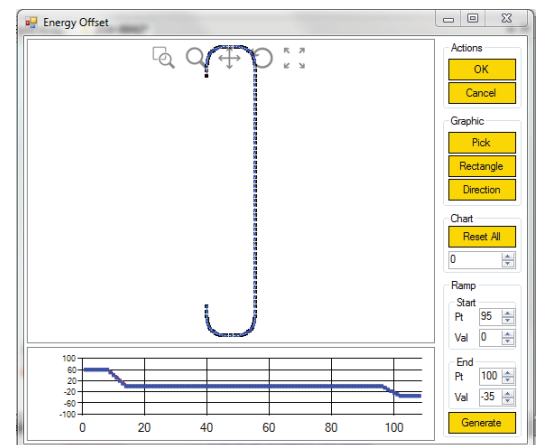 Energy Offset
Actions
OK
Cancel
Graphic
Pick
Rectangle
Direction
Chart
Reset All
0
Ramp
Start
Pt 95
Val 0
End
Pt 100
Val -35
Generate
100
60
20
-20
-60
-100
0 20 40 60 80 100